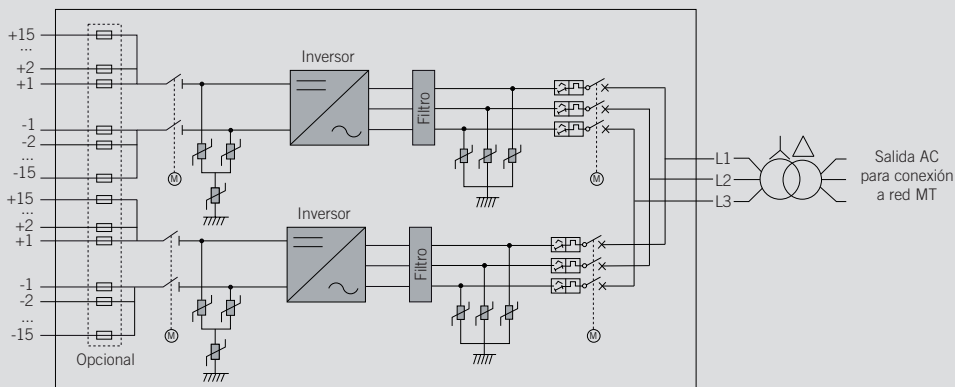 +15
...
+2
+1
-1
-2
...
-15
Inversor
Filtro
M
M
+15
...
+2
+1
-1
-2
...
-15
Opcional
Inversor
Filtro
M
M
L1
L2
L3
Salida AC
para conexión
a red MT